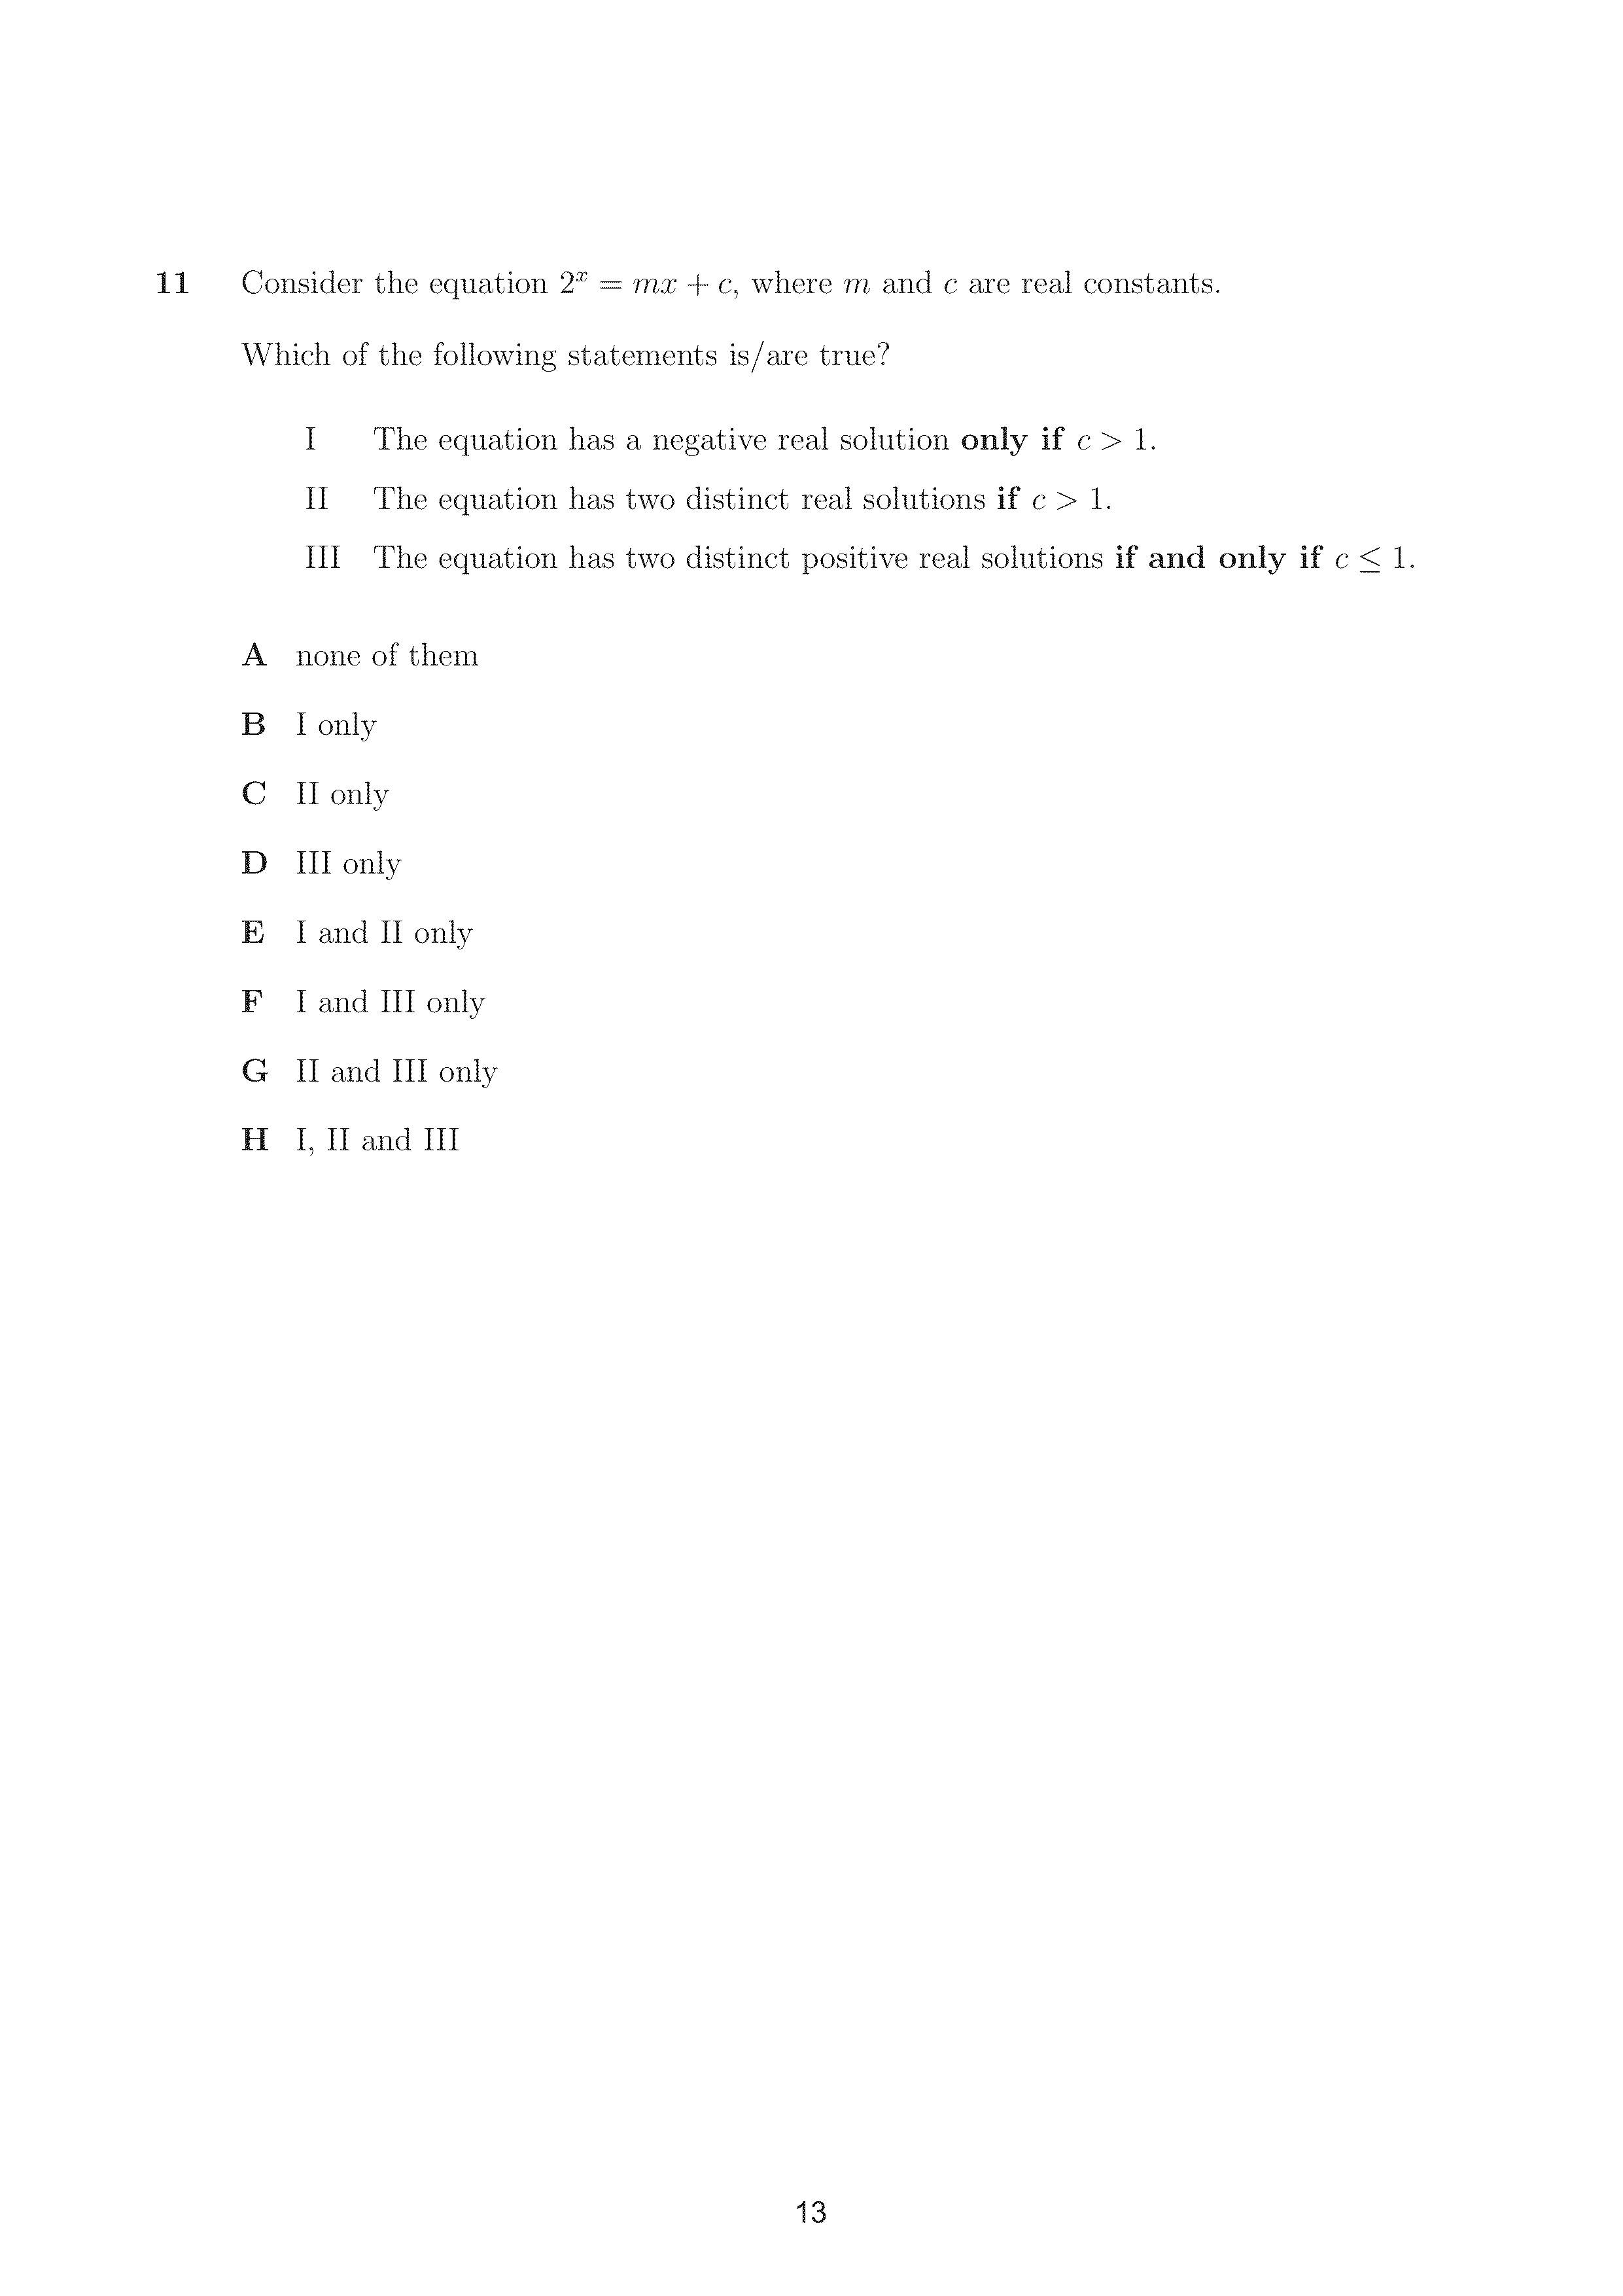 11 Consider the equation 2ˣ = mx + c, where m and c are real constants.
Which of the following statements is/are true?
I The equation has a negative real solution only if c > 1.
II The equation has two distinct real solutions if c > 1.
III The equation has two distinct positive real solutions if and only if c ≤ 1.
A none of them
B I only
C II only
D III only
E I and II only
F I and III only
G II and III only
H I, II and III
13